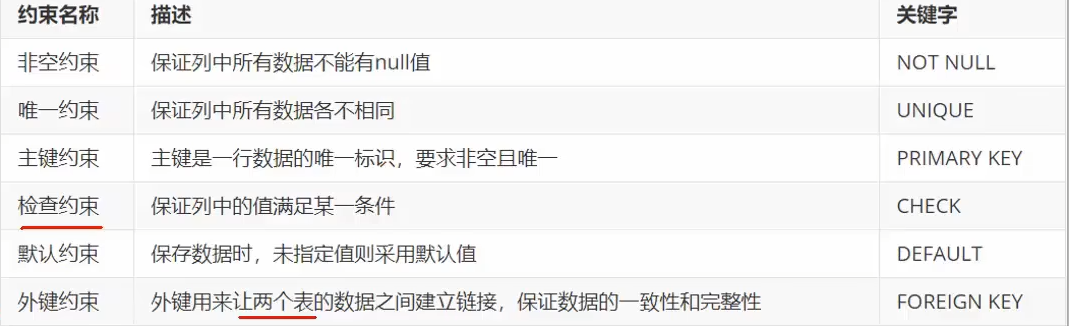 约束名称 描述 关键字
非空约束 保证列中所有数据不能有null值 NOT NULL
唯一约束 保证列中所有数据各不相同 UNIQUE
主键约束 主键是一行数据的唯一标识，要求非空且唯一 PRIMARY KEY
检查约束 保证列中的值满足某一条件 CHECK
默认约束 保存数据时，未指定值则采用默认值 DEFAULT
外键约束 外键用来让两个表的数据之间建立链接，保证数据的一致性和完整性 FOREIGN KEY